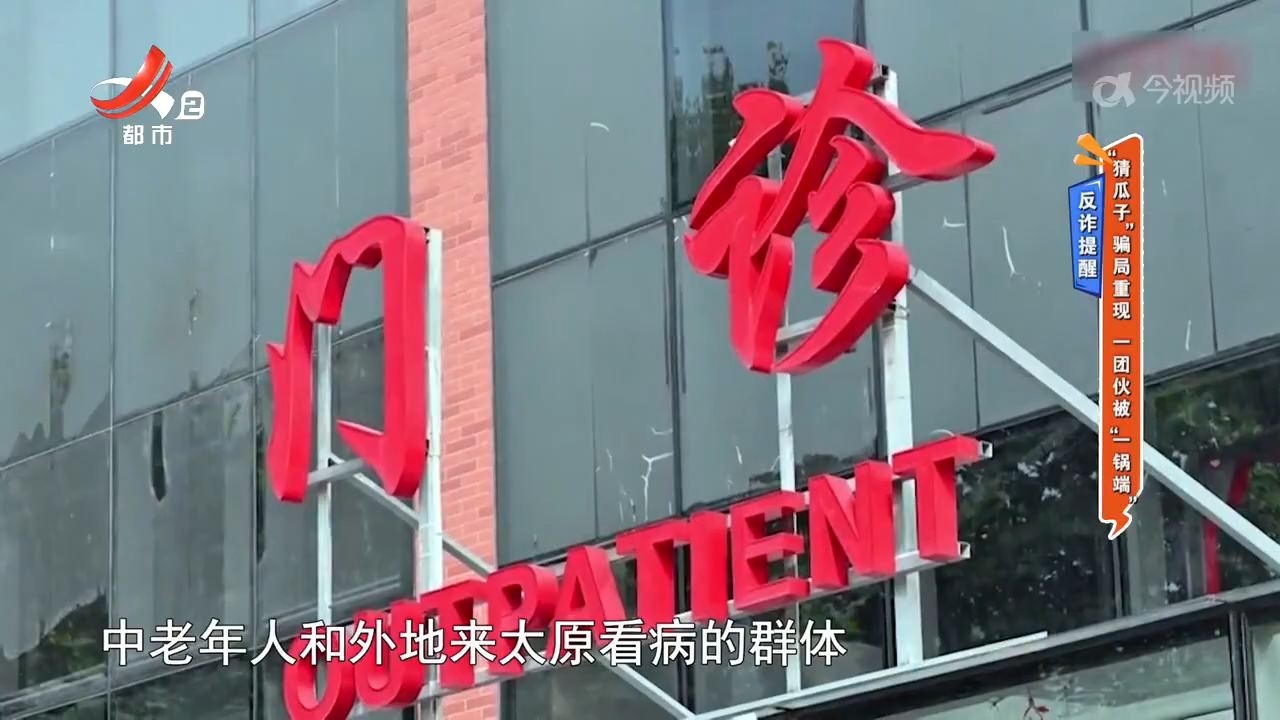 2
都市
今视频
反诈提醒
“猜瓜子”骗局重现 一团伙被“一锅端”
门诊
OUTPATIENT
中老年人和外地来太原看病的群体